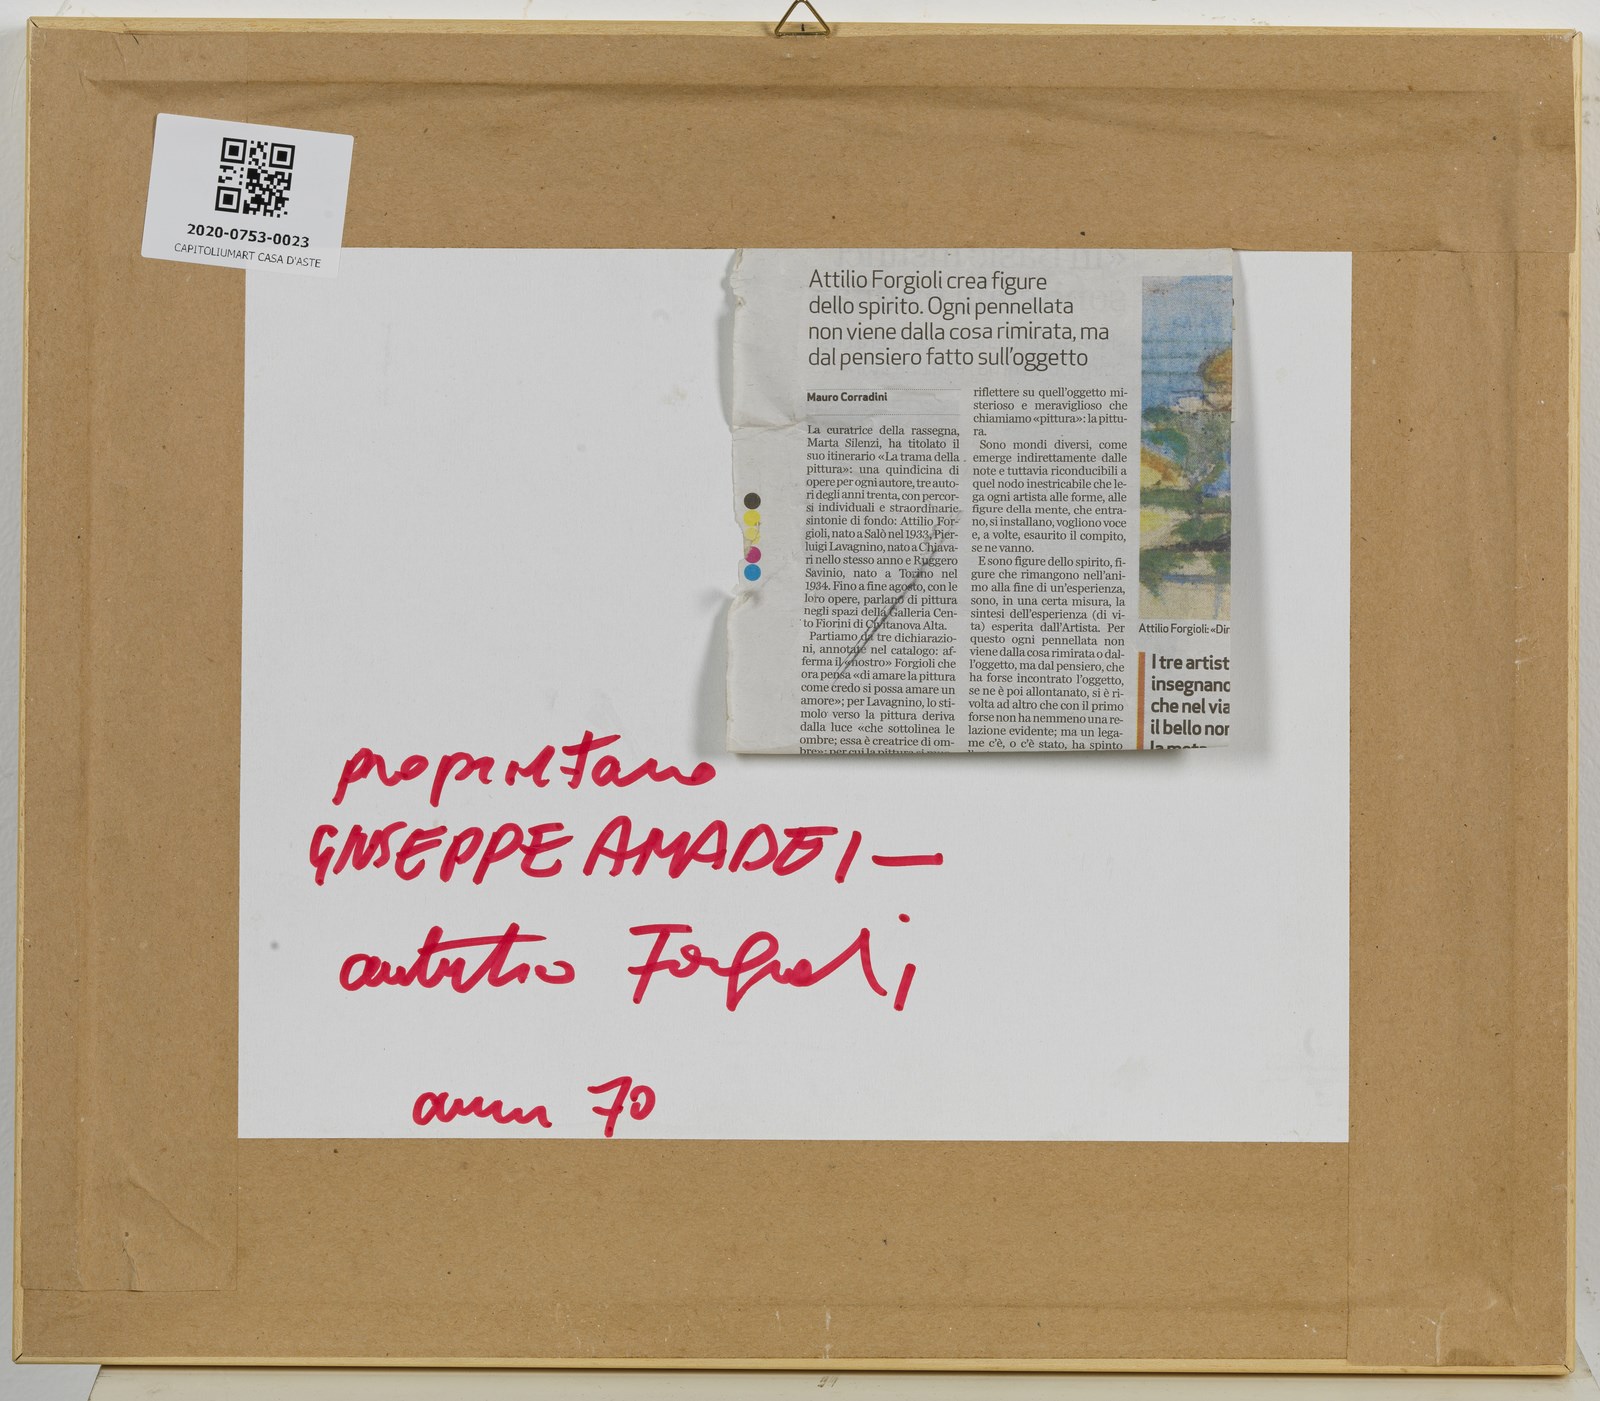 2020-0753-0023
CAPITOLIUMART CASA D'ASTE
Attilio Forgioli crea figure
dello spirito. Ogni pennellata
non viene dalla cosa rimirata, ma
dal pensiero fatto sull'oggetto
Mauro Corradini
La curatrice della rassegna,
Marta Silenzi, ha titolato il
suo itinerario «La trama della
pittura»: una quindicina di
opere per ogni autore, tre auto-
ri degli anni trenta, con percor-
si individuali e straordinarie
sintonie di fondo: Attilio For-
gioli, nato a Salò nel 1933, Pier-
luigi Lavagnino, nato a Chiava-
ri nello stesso anno e Ruggero
Savinio, nato a Torino nel
1934. Fino a fine agosto, con le
loro opere, parlano di pittura
negli spazi della Galleria Cen-
to Fiorini di Civitanova Alta.
Partiamo da tre dichiarazio-
ni, annotate nel catalogo: af-
ferma il «nostro» Forgioli che
ora pensa «di amare la pittura
come credo si possa amare un
amore»; per Lavagnino, lo sti-
molo verso la pittura deriva
dalla luce «che sottolinea le
ombre; essa è creatrice di om-
bre»; per cui la pittura si
riflettere su quell'oggetto mi-
sterioso e meraviglioso che
chiamiamo «pittura»: la pittu-
ra.
Sono mondi diversi, come
emerge indirettamente dalle
note e tuttavia riconducibili a
quel nodo inestricabile che le-
ga ogni artista alle forme, alle
figure della mente, che entra-
no, si installano, vogliono voce
e, a volte, esaurito il compito,
se ne vanno.
E sono figure dello spirito, fi-
gure che rimangono nell'ani-
mo alla fine di un'esperienza,
sono, in una certa misura, la
sintesi dell'esperienza (di vi-
ta) esperita dall'Artista. Per
questo ogni pennellata non
viene dalla cosa rimirata o dal-
l'oggetto, ma dal pensiero, che
ha forse incontrato l'oggetto,
se ne è poi allontanato, si è ri-
volta ad altro che con il primo
forse non ha nemmeno una re-
lazione evidente; ma un lega-
me c'è, o c'è stato, ha spinto
Attilio Forgioli: «Dir
I tre artist
insegnano
che nel via
il bello non
la meta
proprietario
GIUSEPPE AMADEI —
autentico Forgioli
anni 70